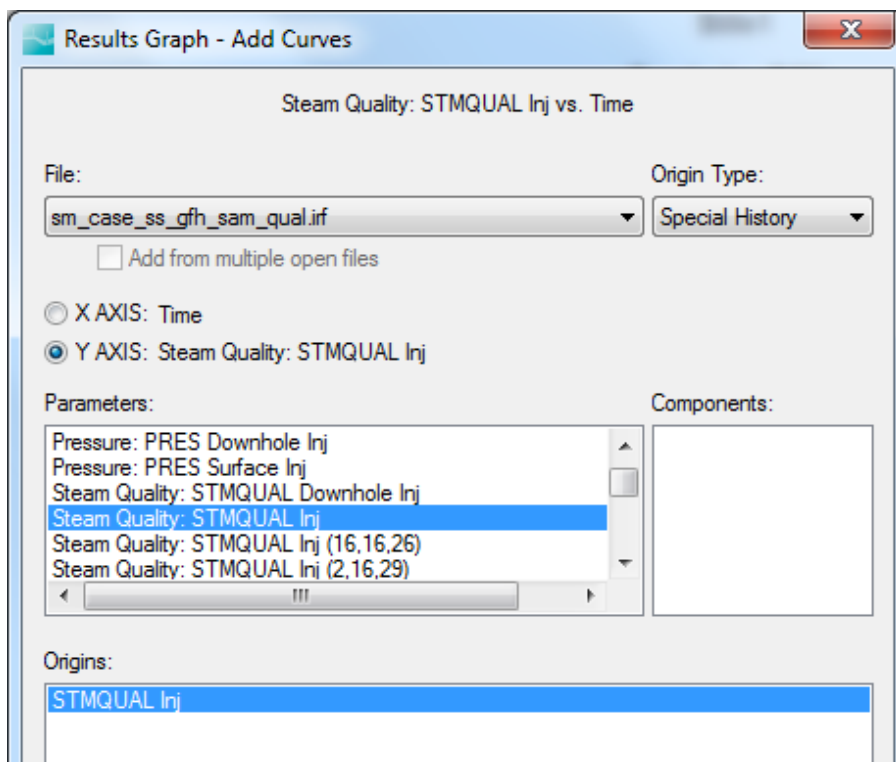 Results Graph - Add Curves
Steam Quality: STMQUAL Inj vs. Time
File:
Origin Type:
sm_case_ss_gfh_sam_qual.irf
Special History
Add from multiple open files
X AXIS: Time
Y AXIS: Steam Quality: STMQUAL Inj
Parameters:
Components:
Pressure: PRES Downhole Inj
Pressure: PRES Surface Inj
Steam Quality: STMQUAL Downhole Inj
Steam Quality: STMQUAL Inj
Steam Quality: STMQUAL Inj (16,16,26)
Steam Quality: STMQUAL Inj (2,16,29)
Origins:
STMQUAL Inj